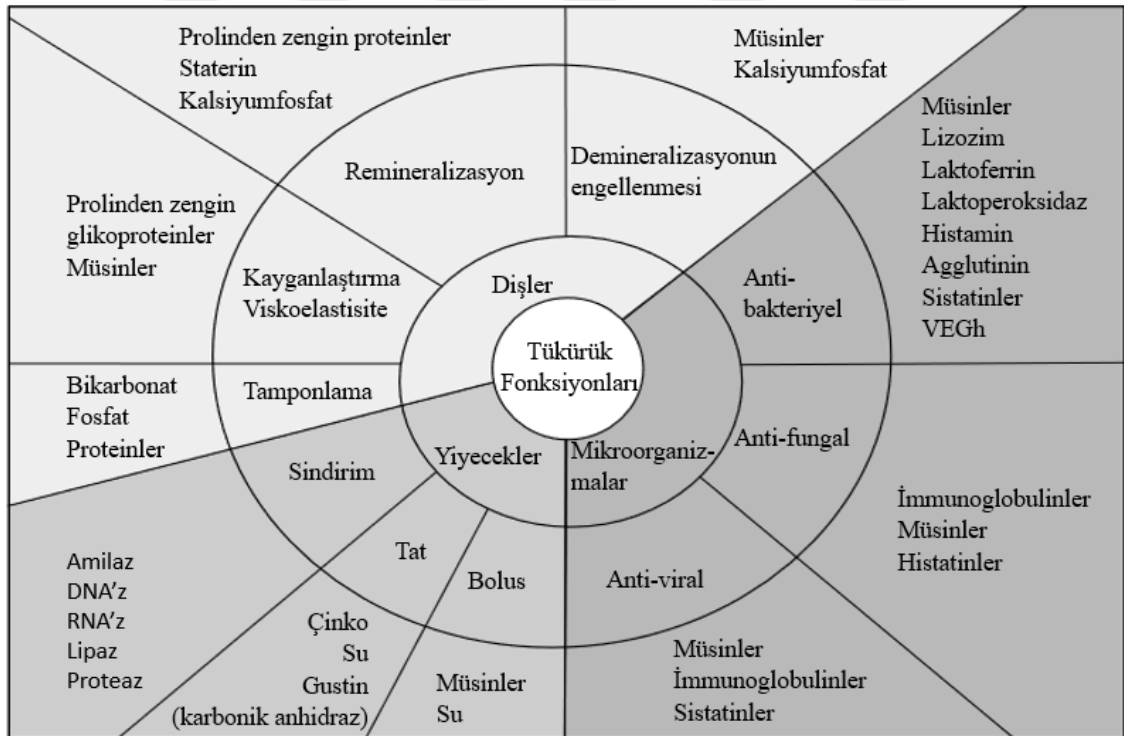 Tükürük
Fonksiyonları
Dişler
Remineralizasyon
Prolinden zengin proteinler
Staterin
Kalsiyumfosfat
Demineralizasyonun
engellenmesi
Müsinler
Kalsiyumfosfat
Kayganlaştırma
Viskoelastisite
Prolinden zengin
glikoproteinler
Müsinler
Tamponlama
Bikarbonat
Fosfat
Proteinler
Mikroorganiz-
malar
Anti-
bakteriyel
Müsinler
Lizozim
Laktoferrin
Laktoperoksidaz
Histamin
Agglutinin
Sistatinler
VEGh
Anti-fungal
İmmunoglobulinler
Müsinler
Histatinler
Anti-viral
Müsinler
İmmunoglobulinler
Sistatinler
Yiyecekler
Sindirim
Amilaz
DNA’z
RNA’z
Lipaz
Proteaz
Tat
Çinko
Su
Gustin
(karbonik anhidraz)
Bolus
Müsinler
Su